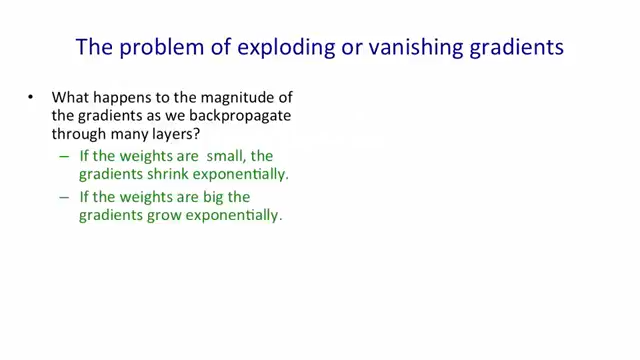 The problem of exploding or vanishing gradients
• What happens to the magnitude of
the gradients as we backpropagate
through many layers?
– If the weights are small, the
gradients shrink exponentially.
– If the weights are big the
gradients grow exponentially.